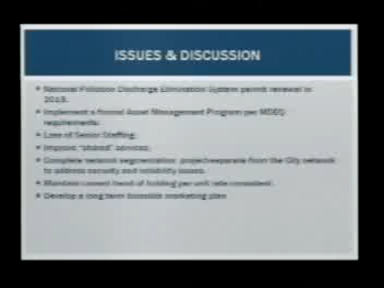 ISSUES & DISCUSSION
National Pollution Discharge Elimination System permit renewal in
Implement a formal Asset Management Program per MDEQ
requirements.
Loss of Senior Staffing.
Improve "shared" services.
Complete network segmentation project-separate from the City network
to address security and reliability issues.
Maintain current trend of holding per unit rate consistent.
Develop a long term biosolids marketing plan